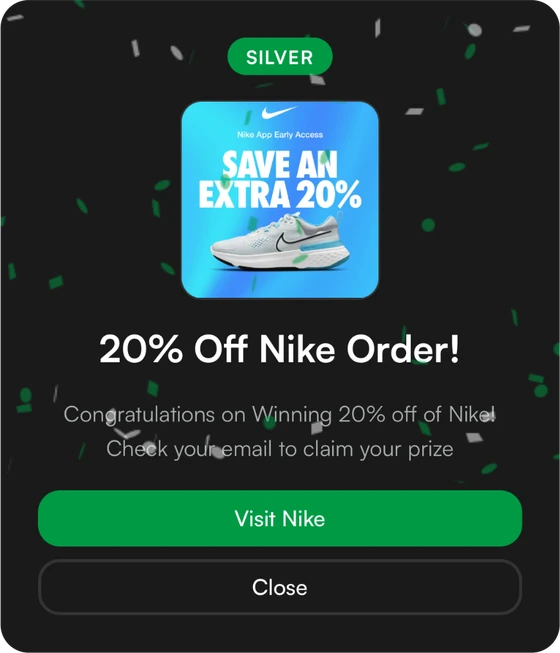 SILVER
Nike App Early Access
SAVE AN
EXTRA 20%
20% Off Nike Order!
Congratulations on Winning 20% off of Nike!
Check your email to claim your prize
Visit Nike
Close